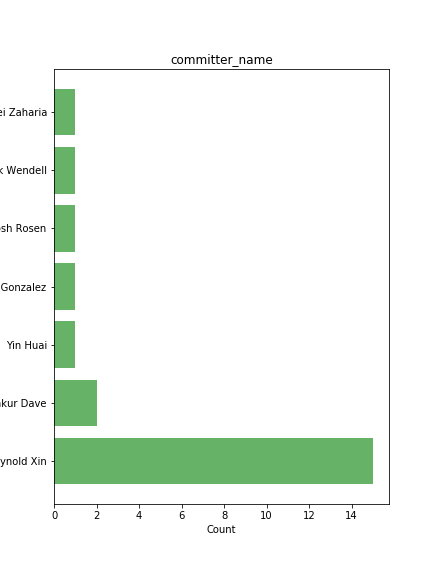 committer_name
ei Zaharia
k Wendell
sh Rosen
Gonzalez
Yin Huai
kur Dave
ynold Xin
0 2 4 6 8 10 12 14
Count